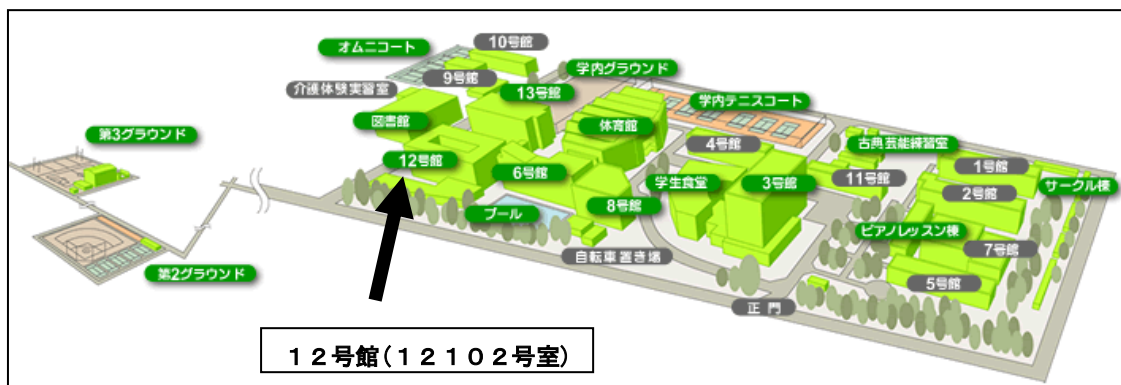 10号館
オムニコート
学内グラウンド
9号館
介護体験実習室
13号館
学内テニスコート
図書館
体育館
第3グラウンド
4号館
古典芸能練習室
12号館
6号館
1号館
学生食堂
3号館
11号館
サークル棟
2号館
プール
8号館
ピアノレッスン棟
7号館
自転車置き場
第2グラウンド
5号館
正門
12号館(12102号室)